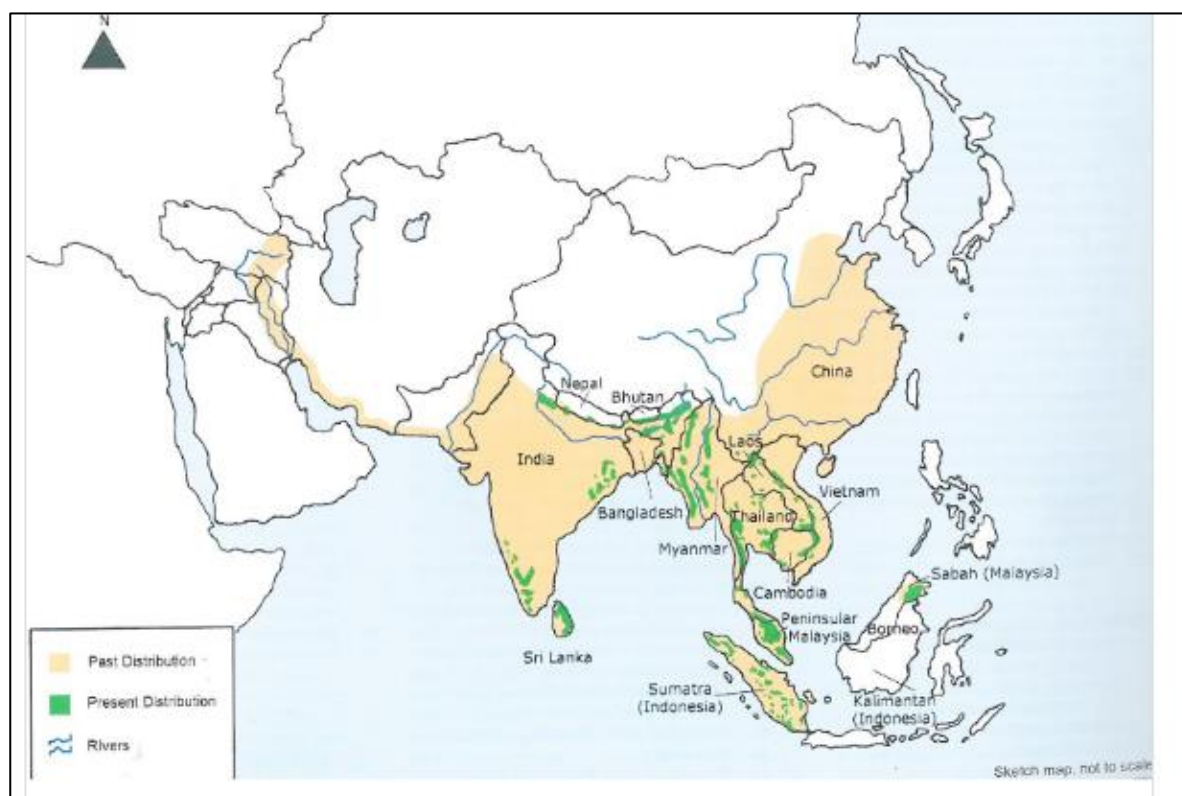 N
China
Nepal
Bhutan
Laos
India
Vietnam
Bangladesh
Thailand
Myanmar
Sabah (Malaysia)
Cambodia
Peninsular
Malaysia
Borneo
Sri Lanka
Sumatra
(Indonesia)
Kalimantan
(Indonesia)
Past Distribution
Present Distribution
Rivers
Sketch map, not to scale